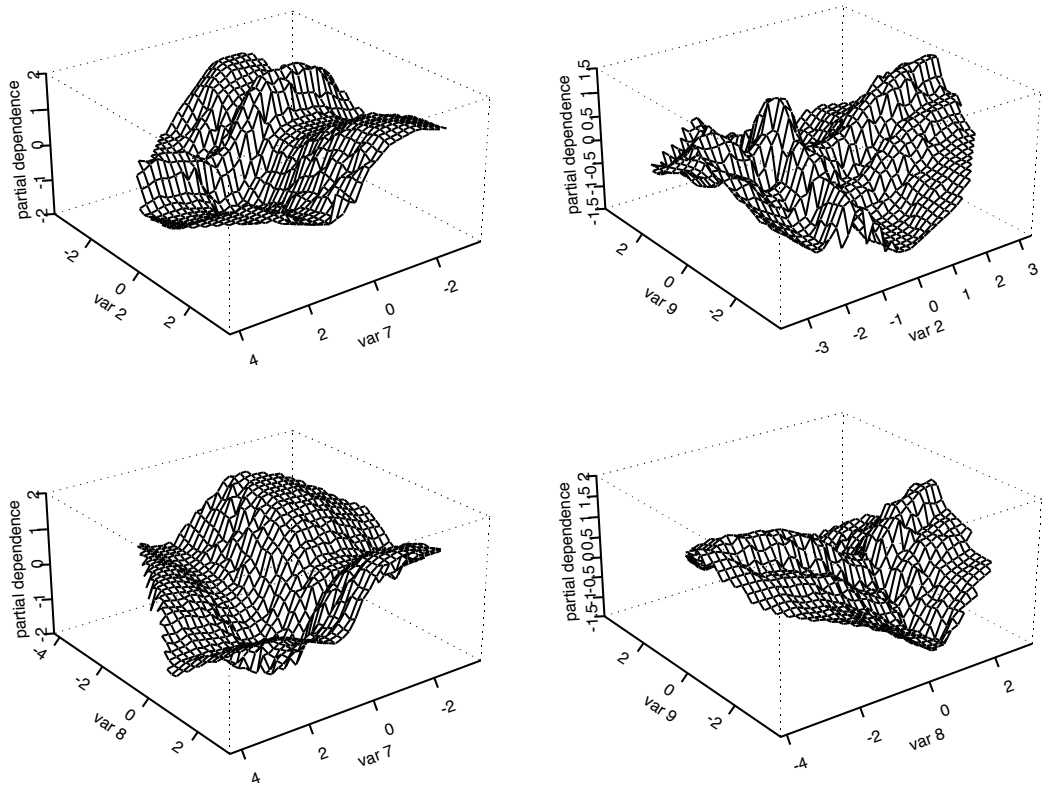 partial dependence
-2 -1 0 1 2
-2 0 2
var 2
4 2 0 -2
var 7
partial dependence
-1.5 -1 -0.5 0 0.5 1 1.5
2 0 -2
var 9
-3 -2 -1 0 1 2 3
var 2
partial dependence
-2 -1 0 1 2
-4 -2 0 2
var 8
4 2 0 -2
var 7
partial dependence
-1.5 -1 -0.5 0 0.5 1 1.5 2
2 0 -2
var 9
-4 -2 0 2
var 8